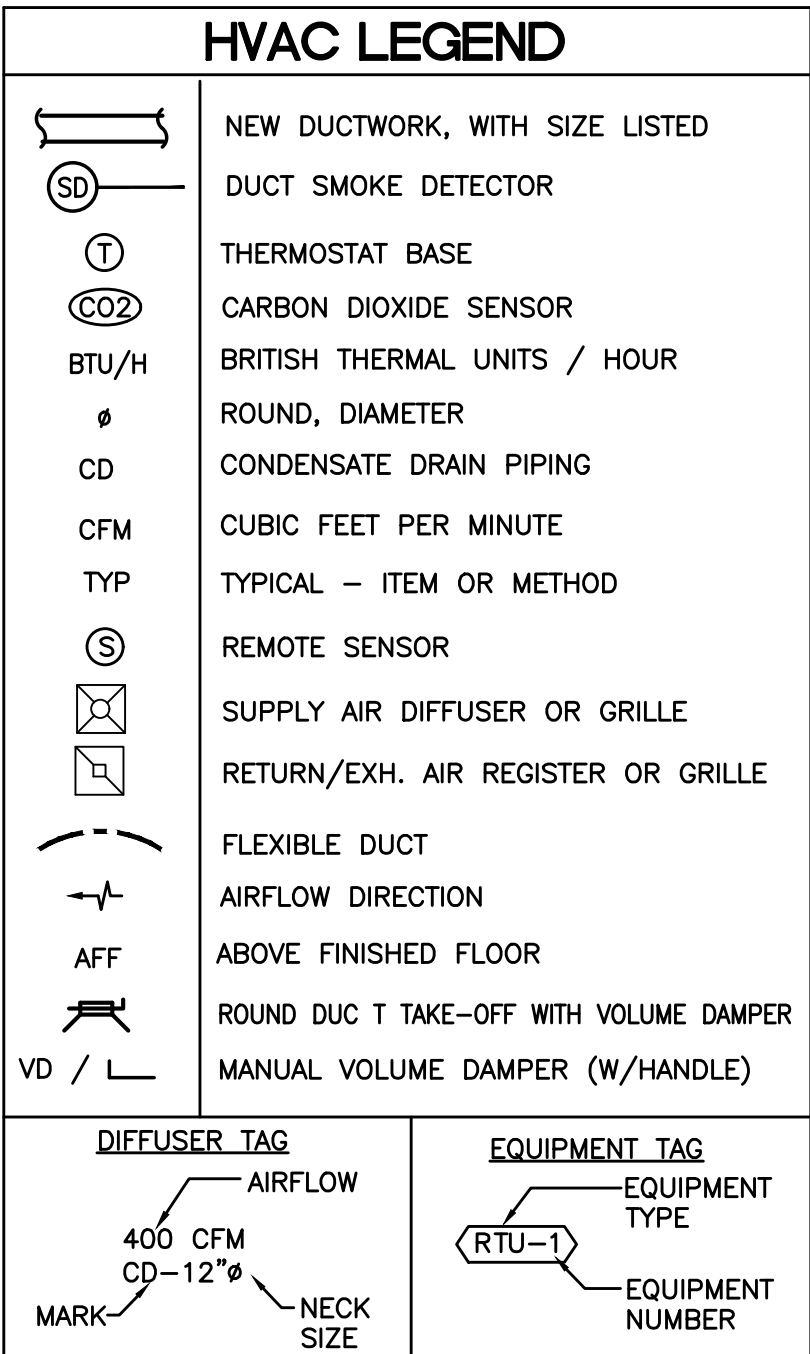 HVAC LEGEND
NEW DUCTWORK, WITH SIZE LISTED
SD DUCT SMOKE DETECTOR
T THERMOSTAT BASE
CO2 CARBON DIOXIDE SENSOR
BTU/H BRITISH THERMAL UNITS / HOUR
ø ROUND, DIAMETER
CD CONDENSATE DRAIN PIPING
CFM CUBIC FEET PER MINUTE
TYP TYPICAL – ITEM OR METHOD
S REMOTE SENSOR
SUPPLY AIR DIFFUSER OR GRILLE
RETURN/EXH. AIR REGISTER OR GRILLE
FLEXIBLE DUCT
AIRFLOW DIRECTION
AFF ABOVE FINISHED FLOOR
ROUND DUC T TAKE–OFF WITH VOLUME DAMPER
VD / MANUAL VOLUME DAMPER (W/HANDLE)
DIFFUSER TAG
AIRFLOW
400 CFM
CD–12"ø
MARK
NECK
SIZE
EQUIPMENT TAG
EQUIPMENT
TYPE
RTU–1
EQUIPMENT
NUMBER